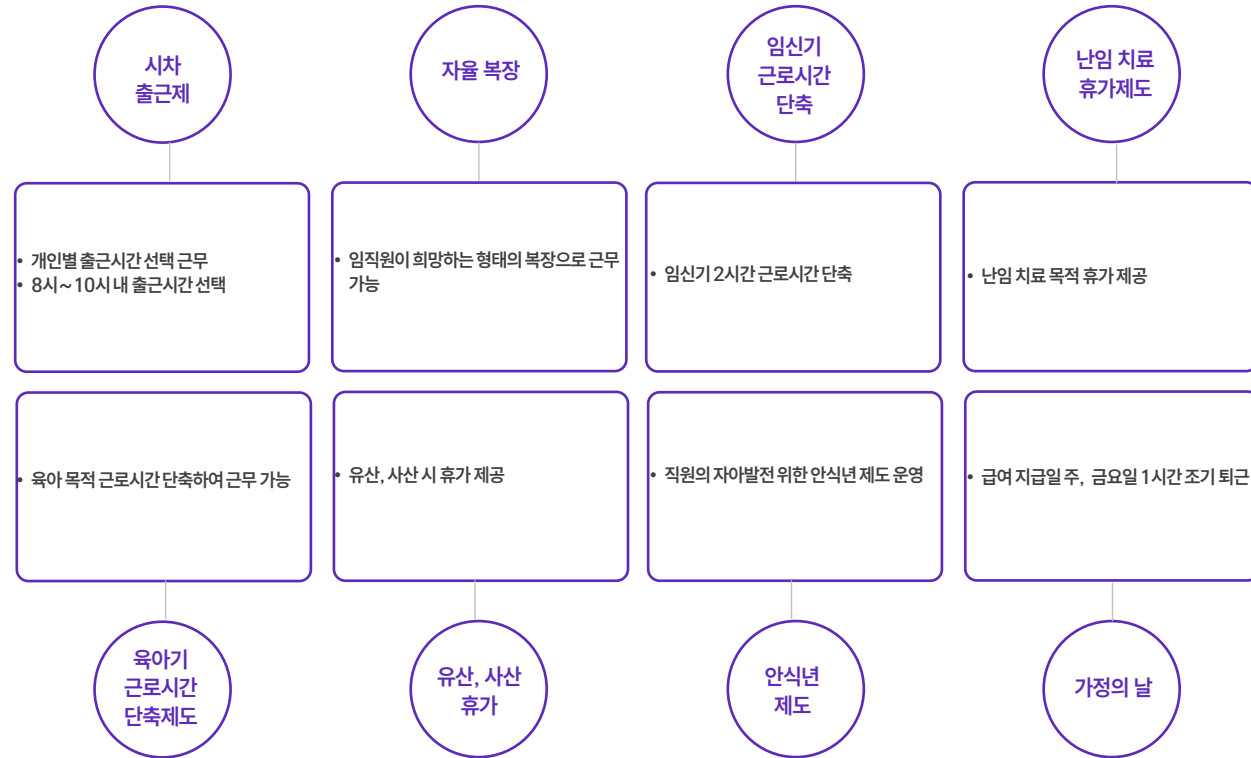 시차
출근제
자율 복장
임신기
근로시간
단축
난임 치료
휴가제도
• 개인별 출근시간 선택 근무
• 8시~10시 내 출근시간 선택
• 임직원이 희망하는 형태의 복장으로 근무
가능
• 임신기 2시간 근로시간 단축
• 난임 치료 목적 휴가 제공
• 육아 목적 근로시간 단축하여 근무 가능
• 유산, 사산 시 휴가 제공
• 직원의 자아발전 위한 안식년 제도 운영
• 급여 지급일 주, 금요일 1시간 조기 퇴근
육아기
근로시간
단축제도
유산, 사산
휴가
안식년
제도
가정의 날